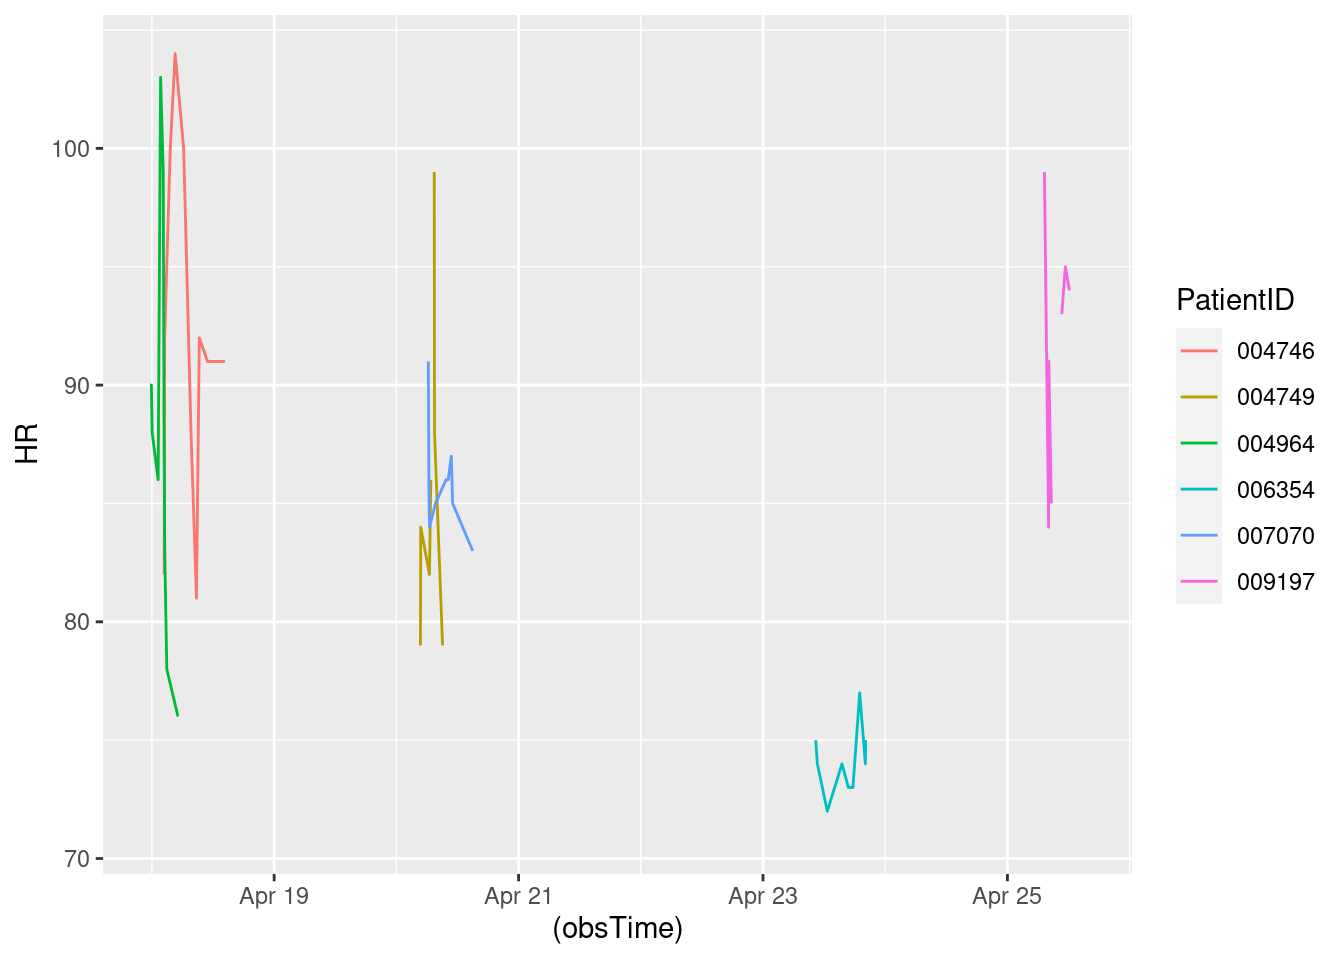 100
90
80
70
HR
Apr 19
Apr 21
Apr 23
Apr 25
(obsTime)
PatientID
004746
004749
004964
006354
007070
009197